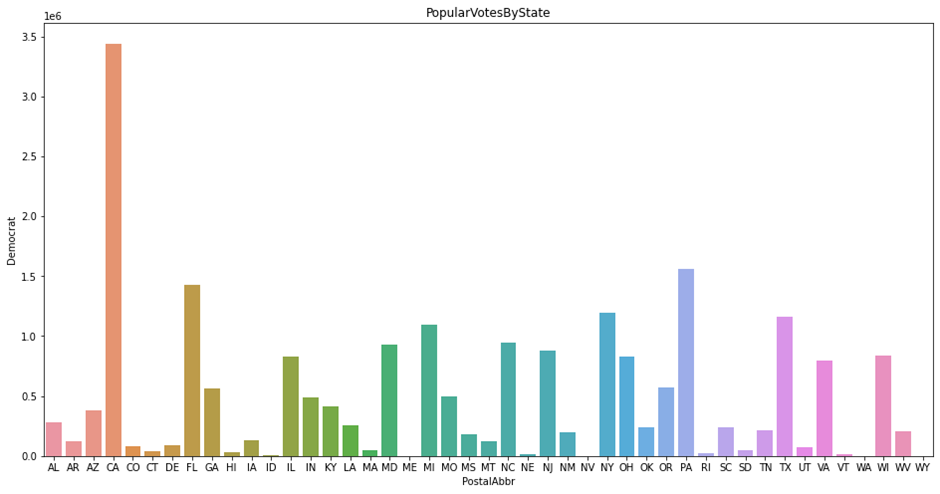 PopularVotesByState
1e6
3.5
3.0
2.5
2.0
1.5
1.0
0.5
0.0
Democrat
AL AR AZ CA CO CT DE FL GA HI IA ID IL IN KY LA MA MD ME MI MO MS MT NC NE NJ NM NV NY OH OK OR PA RI SC SD TN TX UT VA VT WA WI WV WY
PostalAbbr